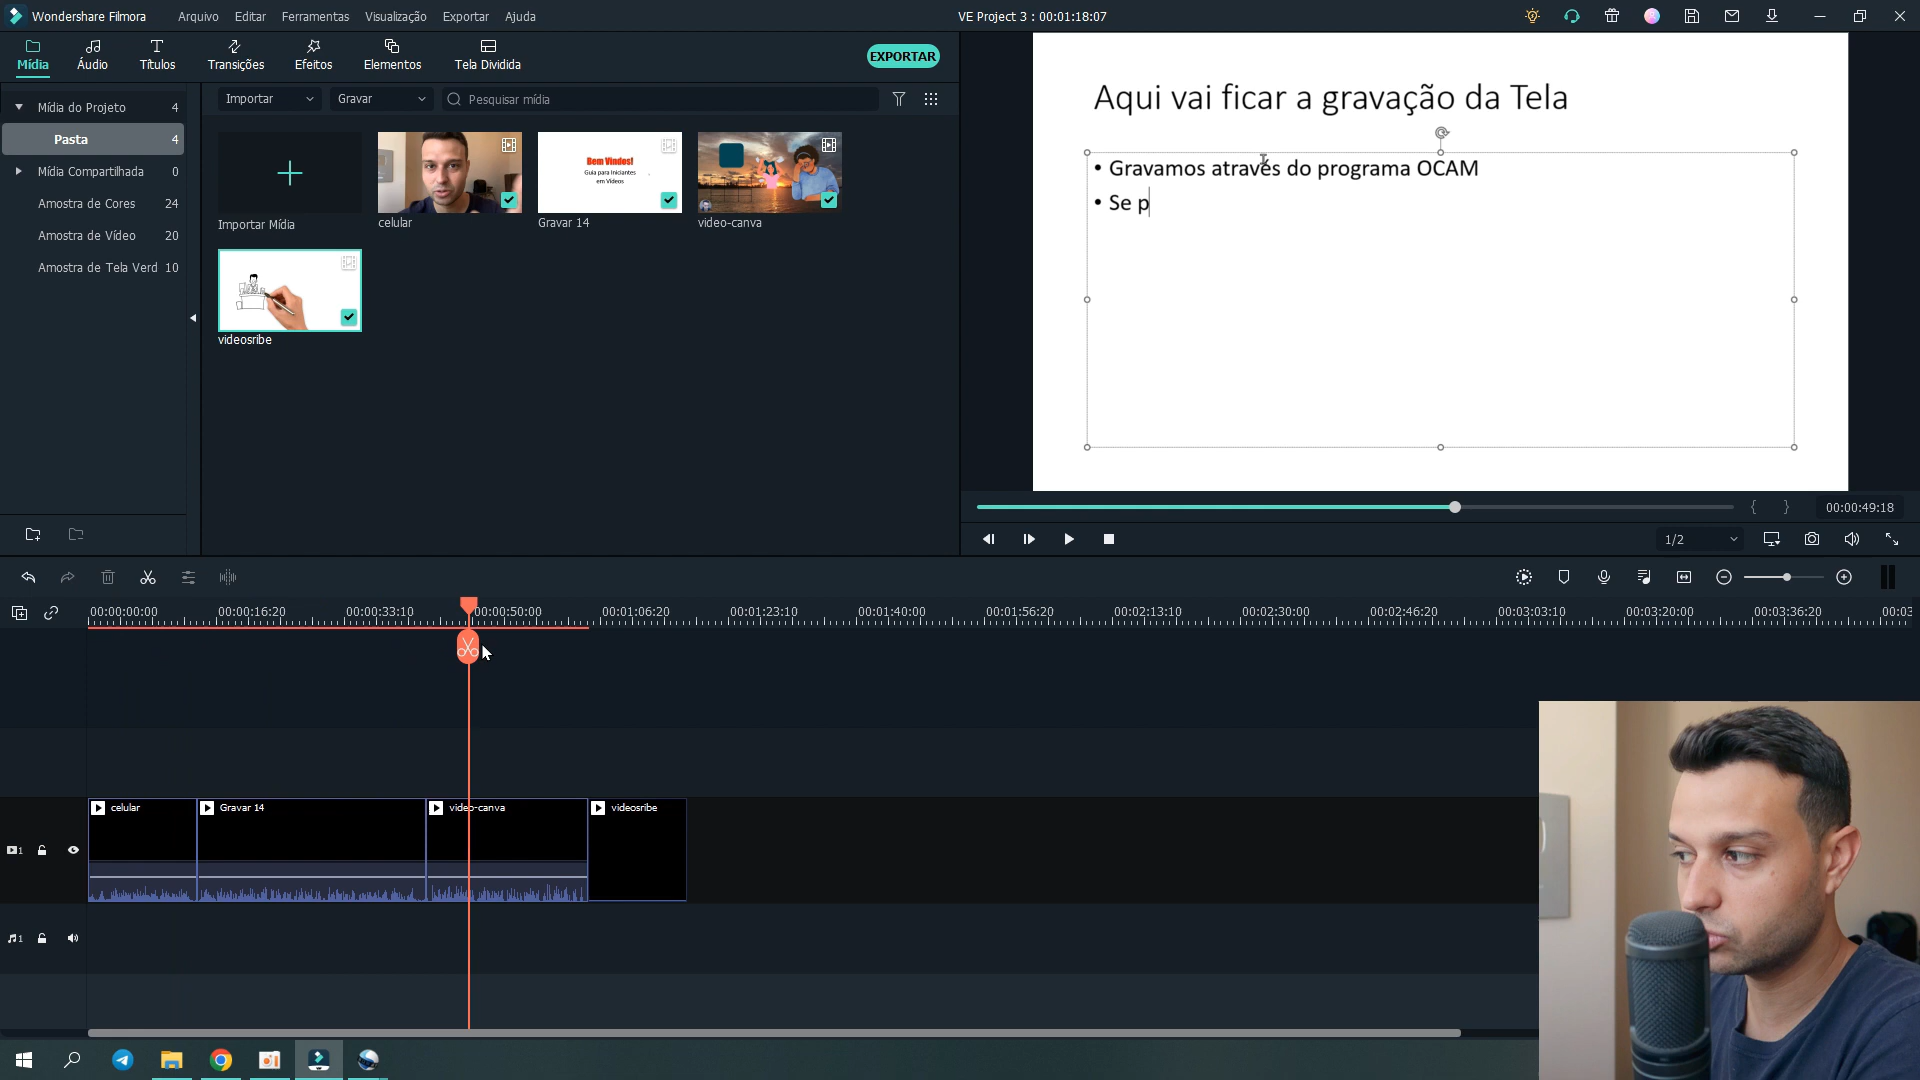 Wondershare Filmora
Arquivo Editar Ferramentas Visualização Exportar Ajuda
VE Project 3 : 00:01:18:07
Mídia
Áudio
Títulos
Transições
Efeitos
Elementos
Tela Dividida
EXPORTAR
Mídia do Projeto 4
Pasta 4
Mídia Compartilhada 0
Amostra de Cores 24
Amostra de Vídeo 20
Amostra de Tela Verd 10
Importar
Gravar
Pesquisar mídia
Importar Mídia
celular
Bem Vindos!
Guia para Iniciantes
em Vídeos
Gravar 14
video-canva
videosribe
Aqui vai ficar a gravação da Tela
• Gravamos através do programa OCAM
• Se p
00:00:49:18
1/2
00:00:00:00 00:00:16:20 00:00:33:10 00:00:50:00 00:01:06:20 00:01:23:10 00:01:40:00 00:01:56:20 00:02:13:10 00:02:30:00 00:02:46:20 00:03:03:10 00:03:20:00 00:03:36:20
celular
Gravar 14
video-canva
videosribe
1
1